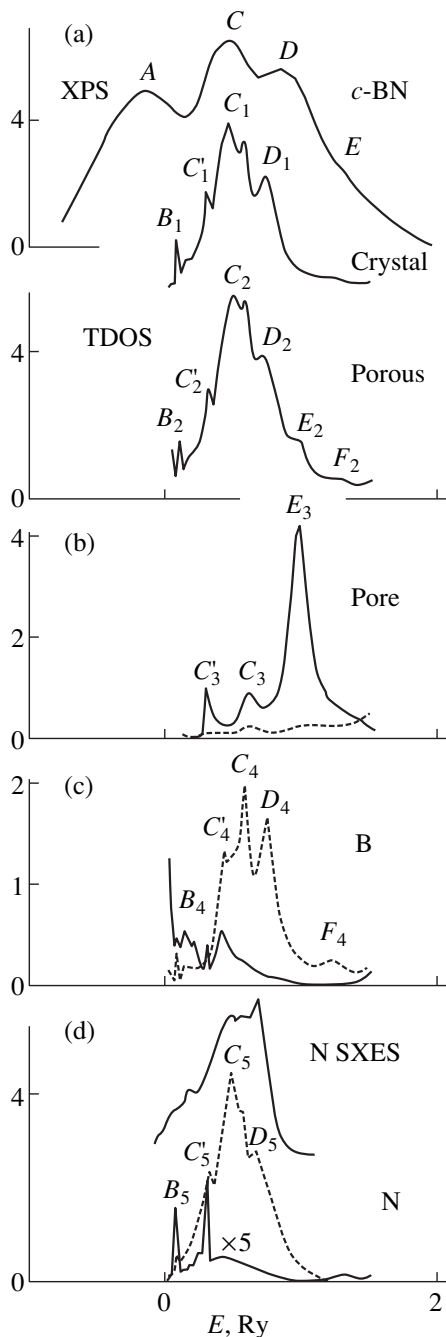 (a) C
A D
XPS c-BN
4 C₁
C′₁ D₁ E
B₁
0
Crystal
C₂
TDOS
4 D₂
C′₂ Porous
B₂
E₂
F₂
0
E₃
(b)
4
Pore
2
C′₃ C₃
0
2
(c) C₄
D₄
C′₄ B
1
B₄
F₄
0
(d)
N SXES
C₅
4
C′₅ D₅
B₅ N
×5
0
0 1 2
E, Ry